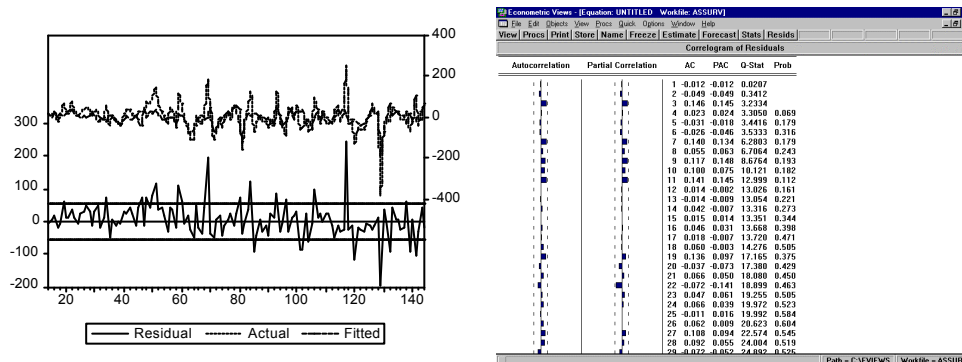 400
200
0
-200
-400
300
200
100
0
-100
-200
20 40 60 80 100 120 140
Residual Actual Fitted
Econometric Views - [Equation: UNTITLED Workfile: ASSURV]
File Edit Objects View Procs Quick Options Window Help
View Procs Print Store Name Freeze Estimate Forecast Stats Resids
Correlogram of Residuals
Autocorrelation Partial Correlation AC PAC Q-Stat Prob
1 -0.012 -0.012 0.0207
2 -0.049 -0.049 0.3412
3 0.146 0.145 3.2334
4 0.023 0.024 3.3050 0.069
5 -0.031 -0.018 3.4416 0.179
6 -0.026 -0.046 3.5333 0.316
7 0.140 0.134 6.2803 0.179
8 0.055 0.063 6.7064 0.243
9 0.117 0.148 8.6764 0.193
10 0.100 0.075 10.121 0.182
11 0.141 0.145 12.999 0.112
12 0.014 -0.002 13.026 0.161
13 -0.014 -0.009 13.054 0.221
14 0.042 -0.007 13.316 0.273
15 0.015 0.014 13.351 0.344
16 0.046 0.031 13.668 0.398
17 0.018 -0.007 13.720 0.471
18 0.060 -0.003 14.276 0.505
19 0.136 0.097 17.165 0.375
20 -0.037 -0.073 17.380 0.429
21 0.066 0.050 18.080 0.450
22 -0.072 -0.141 18.899 0.463
23 0.047 0.061 19.255 0.505
24 0.066 0.039 19.972 0.523
25 -0.011 0.016 19.992 0.584
26 0.062 0.009 20.623 0.604
27 0.108 0.094 22.574 0.545
28 0.092 0.055 24.004 0.519
29 -0.072 -0.052 24.892 0.525
Path = C:\EVIEWS Workfile = ASSUR